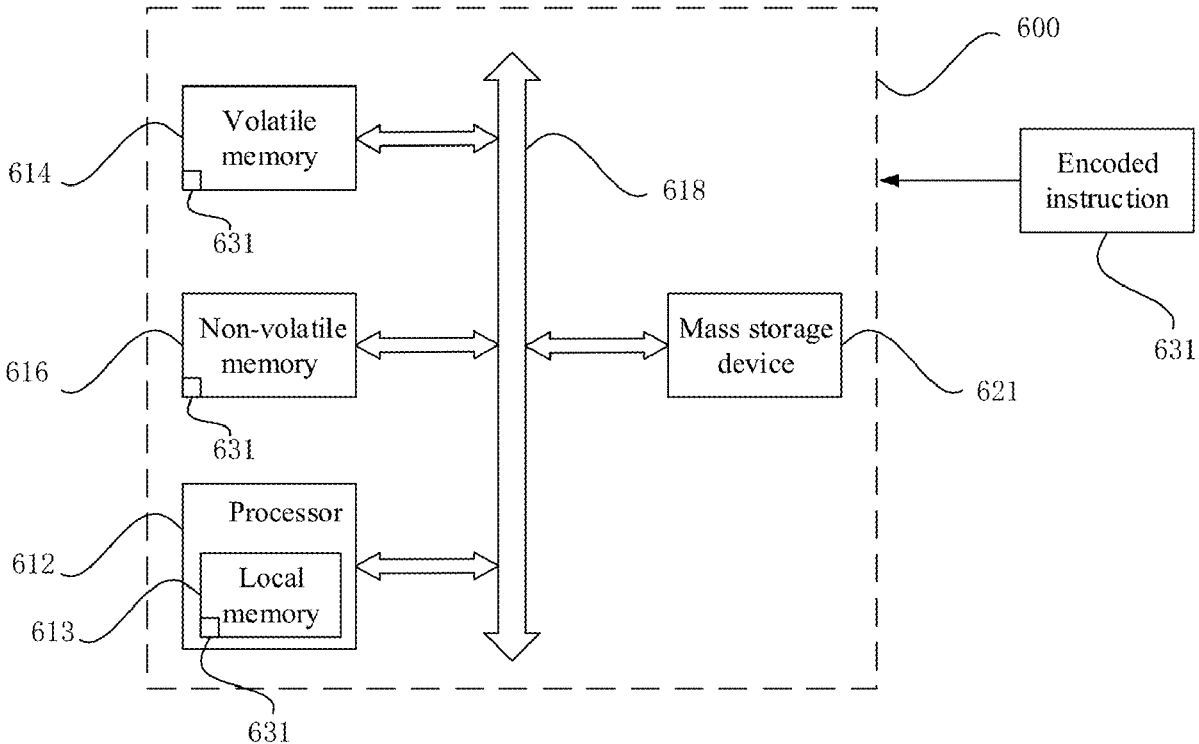 600
Volatile
memory
614
631
618
Encoded
instruction
631
Non-volatile
memory
616
631
Mass storage
device
621
Processor
612
Local
memory
613
631